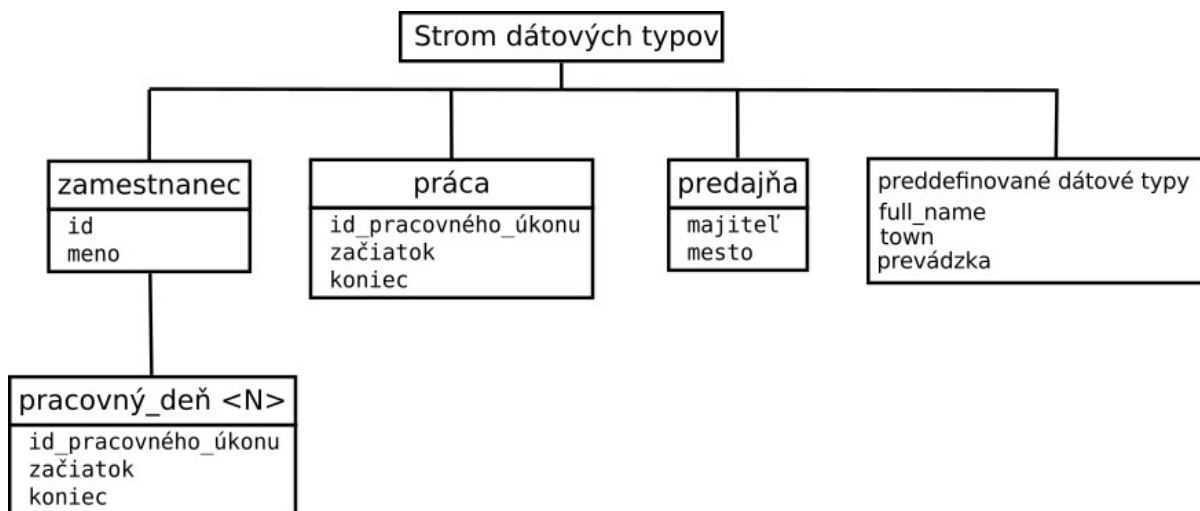 Strom dátových typov
zamestnanec
id
meno
práca
id_pracovného_úkonu
začiatok
koniec
predajňa
majiteľ
mesto
preddefinované dátové typy
full_name
town
prevádzka
pracovný_deň <N>
id_pracovného_úkonu
začiatok
koniec